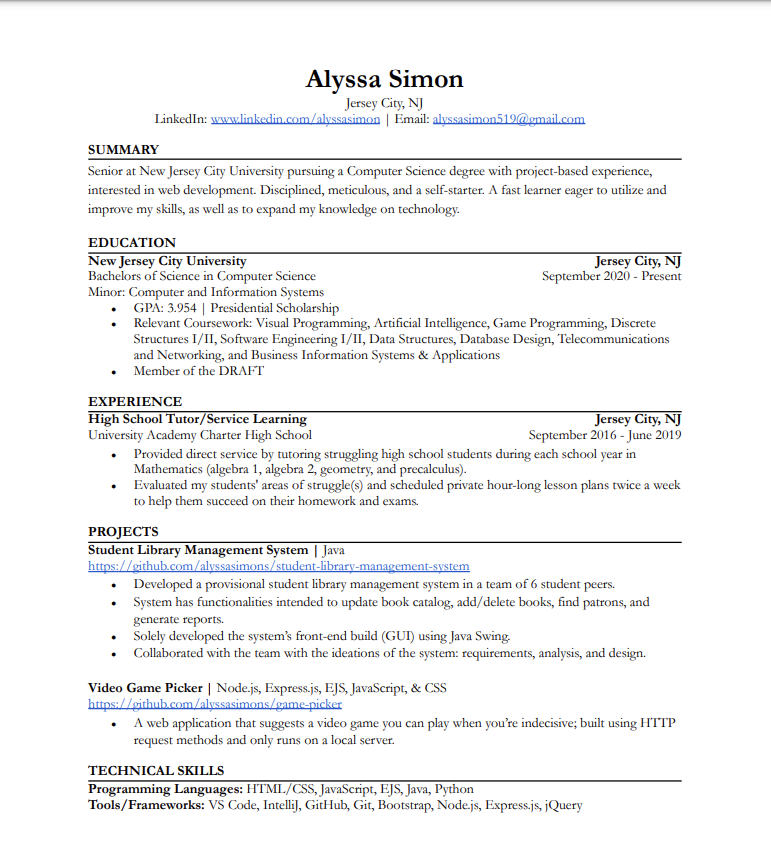 Alyssa Simon
Jersey City, NJ
LinkedIn: www.linkedin.com/alyssasimon | Email: alyssasimon519@gmail.com
SUMMARY
Senior at New Jersey City University pursuing a Computer Science degree with project-based experience,
interested in web development. Disciplined, meticulous, and a self-starter. A fast learner eager to utilize and
improve my skills, as well as to expand my knowledge on technology.
EDUCATION
New Jersey City University Jersey City, NJ
Bachelors of Science in Computer Science September 2020 - Present
Minor: Computer and Information Systems
• GPA: 3.954 | Presidential Scholarship
• Relevant Coursework: Visual Programming, Artificial Intelligence, Game Programming, Discrete
Structures I/II, Software Engineering I/II, Data Structures, Database Design, Telecommunications
and Networking, and Business Information Systems & Applications
• Member of the DRAFT
EXPERIENCE
High School Tutor/Service Learning Jersey City, NJ
University Academy Charter High School September 2016 - June 2019
• Provided direct service by tutoring struggling high school students during each school year in
Mathematics (algebra 1, algebra 2, geometry, and precalculus).
• Evaluated my students' areas of struggle(s) and scheduled private hour-long lesson plans twice a week
to help them succeed on their homework and exams.
PROJECTS
Student Library Management System | Java
https://github.com/alyssasimons/student-library-management-system
• Developed a provisional student library management system in a team of 6 student peers.
• System has functionalities intended to update book catalog, add/delete books, find patrons, and
generate reports.
• Solely developed the system’s front-end build (GUI) using Java Swing.
• Collaborated with the team with the ideations of the system: requirements, analysis, and design.
Video Game Picker | Node.js, Express.js, EJS, JavaScript, & CSS
https://github.com/alyssasimons/game-picker
• A web application that suggests a video game you can play when you’re indecisive; built using HTTP
request methods and only runs on a local server.
TECHNICAL SKILLS
Programming Languages: HTML/CSS, JavaScript, EJS, Java, Python
Tools/Frameworks: VS Code, IntelliJ, GitHub, Git, Bootstrap, Node.js, Express.js, jQuery